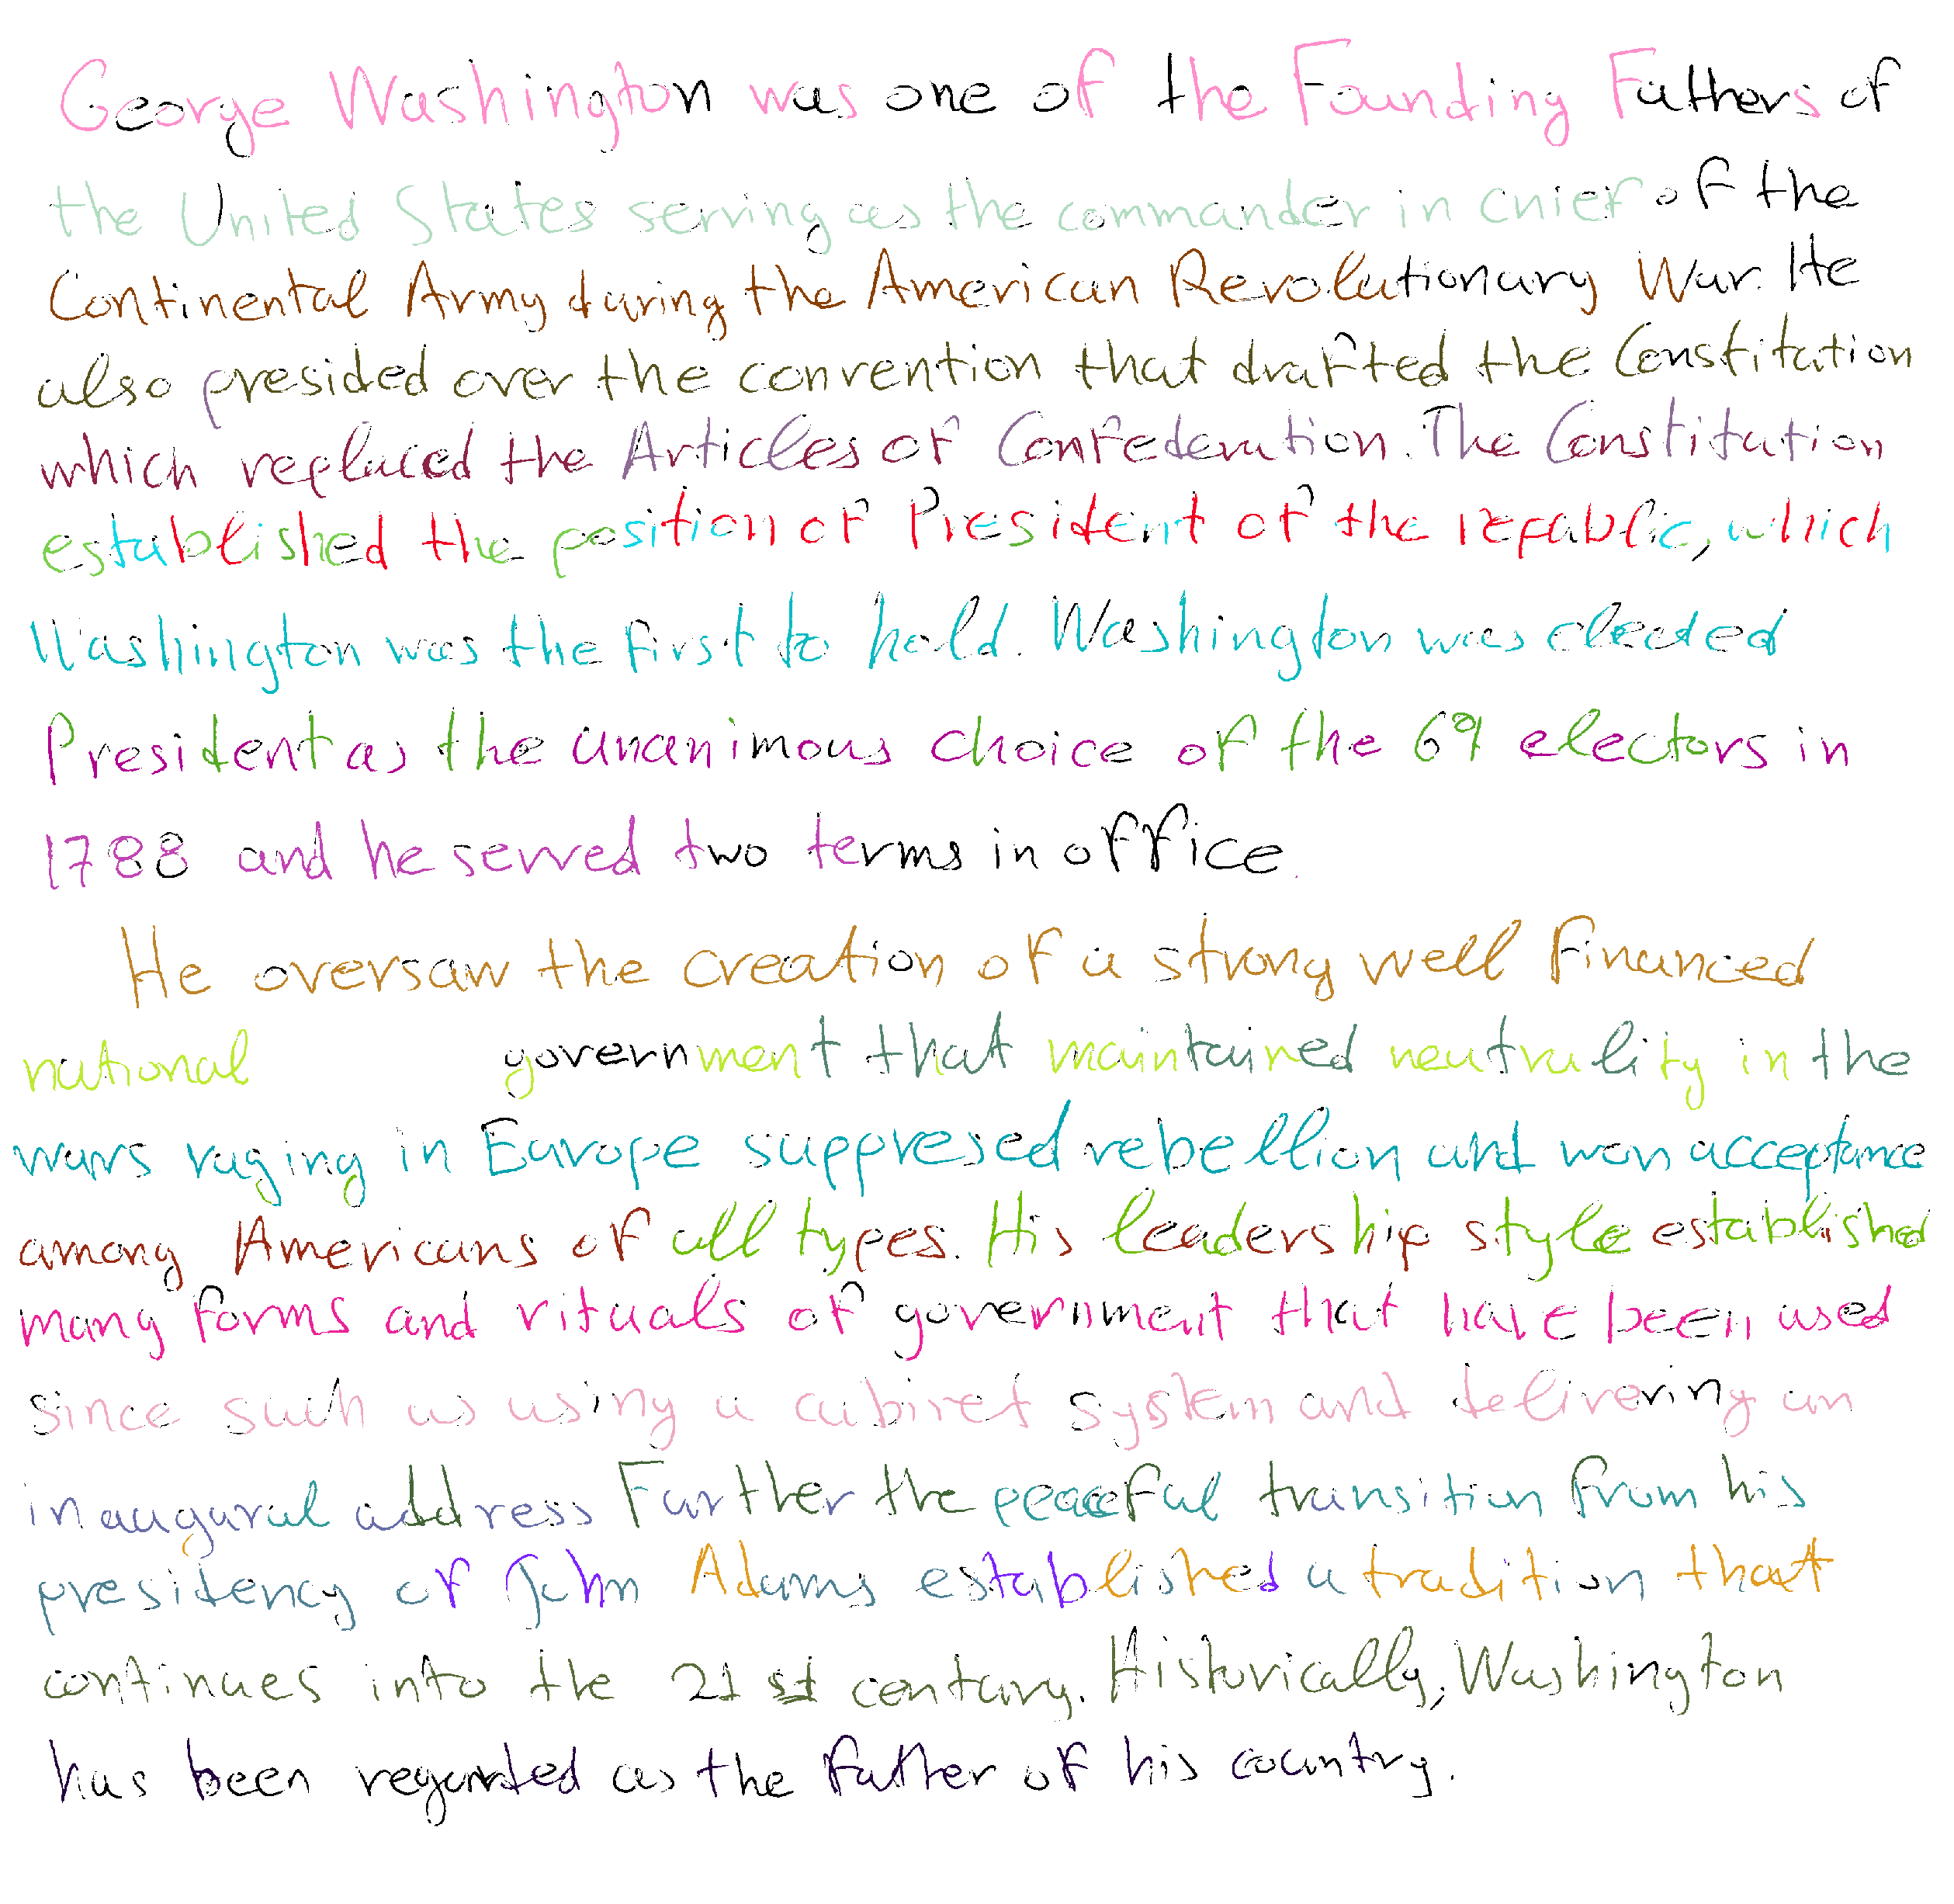 George Washington was one of the Founding Fathers of
the United States serving as the commander in chief of the
Continental Army during the American Revolutionary War. He
also presided over the convention that drafted the Constitution
which replaced the Articles of Confederation. The Constitution
established the position of President of the republic, which
Washington was the first to hold. Washington was elected
President as the unanimous choice of the 69 electors in
1788 and he served two terms in office.
He oversaw the creation of a strong well financed
national government that maintained neutrality in the
wars raging in Europe suppresed rebellion and won acceptance
among Americans of all types. His leadership style established
many forms and rituals of government that have been used
since such as using a cabinet system and delivering an
inaugural address Further the peaceful transition from his
presidency of John Adams established a tradition that
continues into the 21 st century. Historically, Washington
has been regarded as the father of his country.